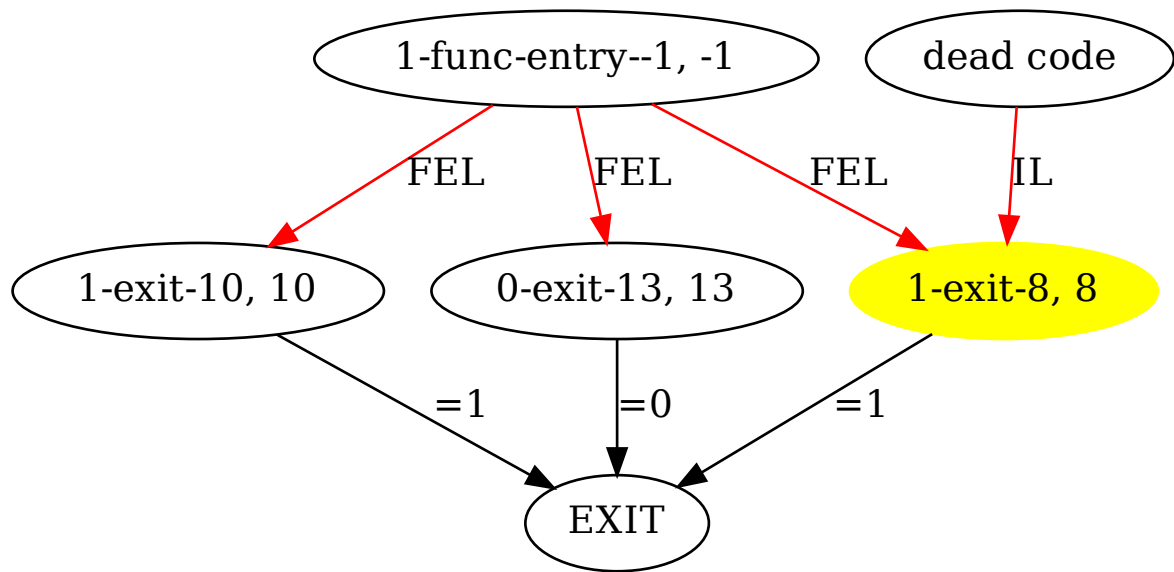 1-func-entry--1, -1
dead code
FEL
FEL
FEL
IL
1-exit-10, 10
0-exit-13, 13
1-exit-8, 8
=1
=0
=1
EXIT